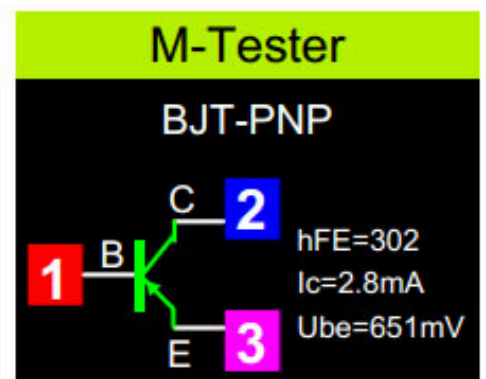 M-Tester
BJT-PNP
C
2
hFE=302
B
1
Ic=2.8mA
Ube=651mV
E
3